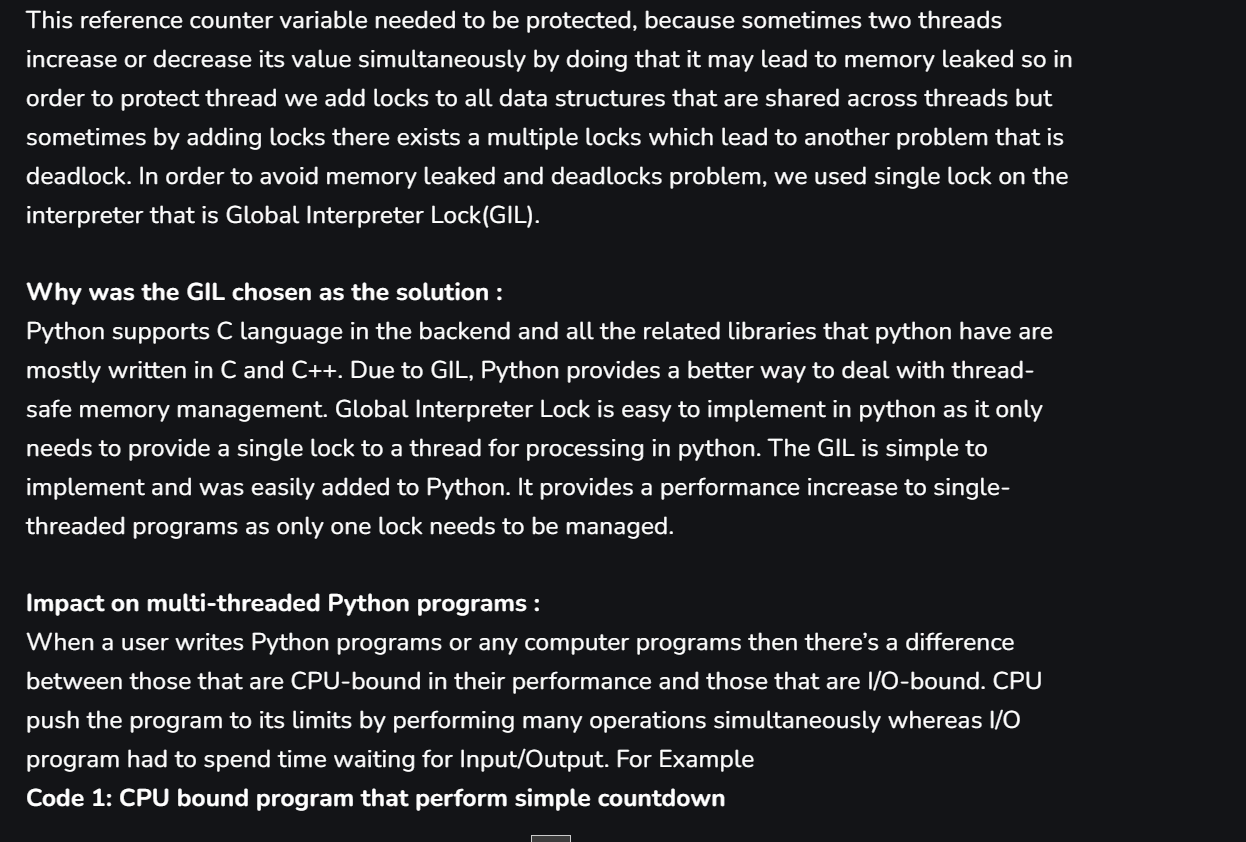 This reference counter variable needed to be protected, because sometimes two threads
increase or decrease its value simultaneously by doing that it may lead to memory leaked so in
order to protect thread we add locks to all data structures that are shared across threads but
sometimes by adding locks there exists a multiple locks which lead to another problem that is
deadlock. In order to avoid memory leaked and deadlocks problem, we used single lock on the
interpreter that is Global Interpreter Lock(GIL).
Why was the GIL chosen as the solution :
Python supports C language in the backend and all the related libraries that python have are
mostly written in C and C++. Due to GIL, Python provides a better way to deal with thread-
safe memory management. Global Interpreter Lock is easy to implement in python as it only
needs to provide a single lock to a thread for processing in python. The GIL is simple to
implement and was easily added to Python. It provides a performance increase to single-
threaded programs as only one lock needs to be managed.
Impact on multi-threaded Python programs :
When a user writes Python programs or any computer programs then there’s a difference
between those that are CPU-bound in their performance and those that are I/O-bound. CPU
push the program to its limits by performing many operations simultaneously whereas I/O
program had to spend time waiting for Input/Output. For Example
Code 1: CPU bound program that perform simple countdown